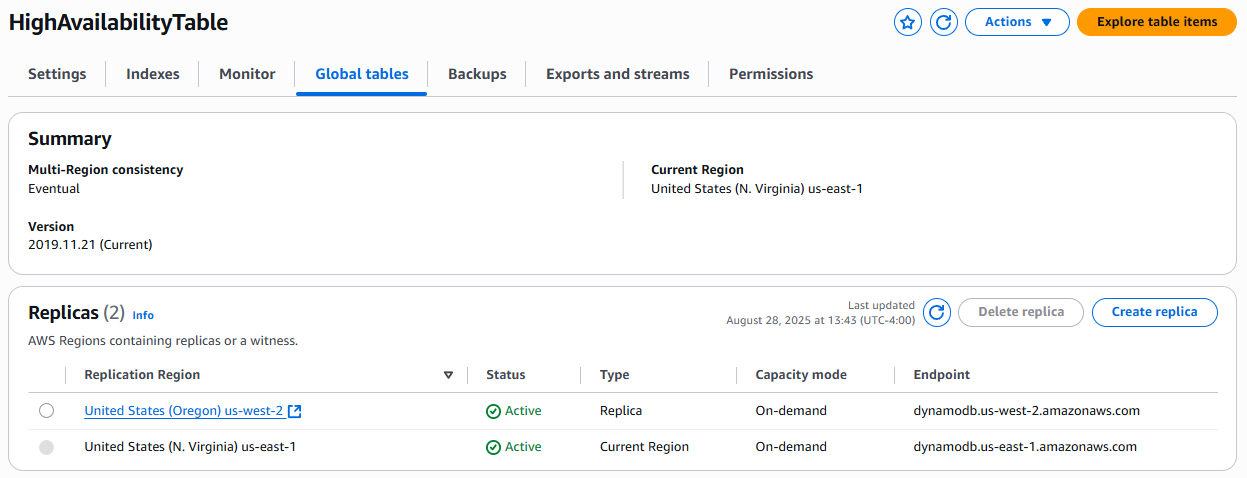 HighAvailabilityTable
Actions
Explore table items
Settings Indexes Monitor Global tables Backups Exports and streams Permissions
Summary
Multi-Region consistency
Eventual
Current Region
United States (N. Virginia) us-east-1
Version
2019.11.21 (Current)
Replicas (2) Info
Last updated
August 28, 2025 at 13:43 (UTC-4:00)
Delete replica
Create replica
AWS Regions containing replicas or a witness.
Replication Region Status Type Capacity mode Endpoint
United States (Oregon) us-west-2 Active Replica On-demand dynamodb.us-west-2.amazonaws.com
United States (N. Virginia) us-east-1 Active Current Region On-demand dynamodb.us-east-1.amazonaws.com